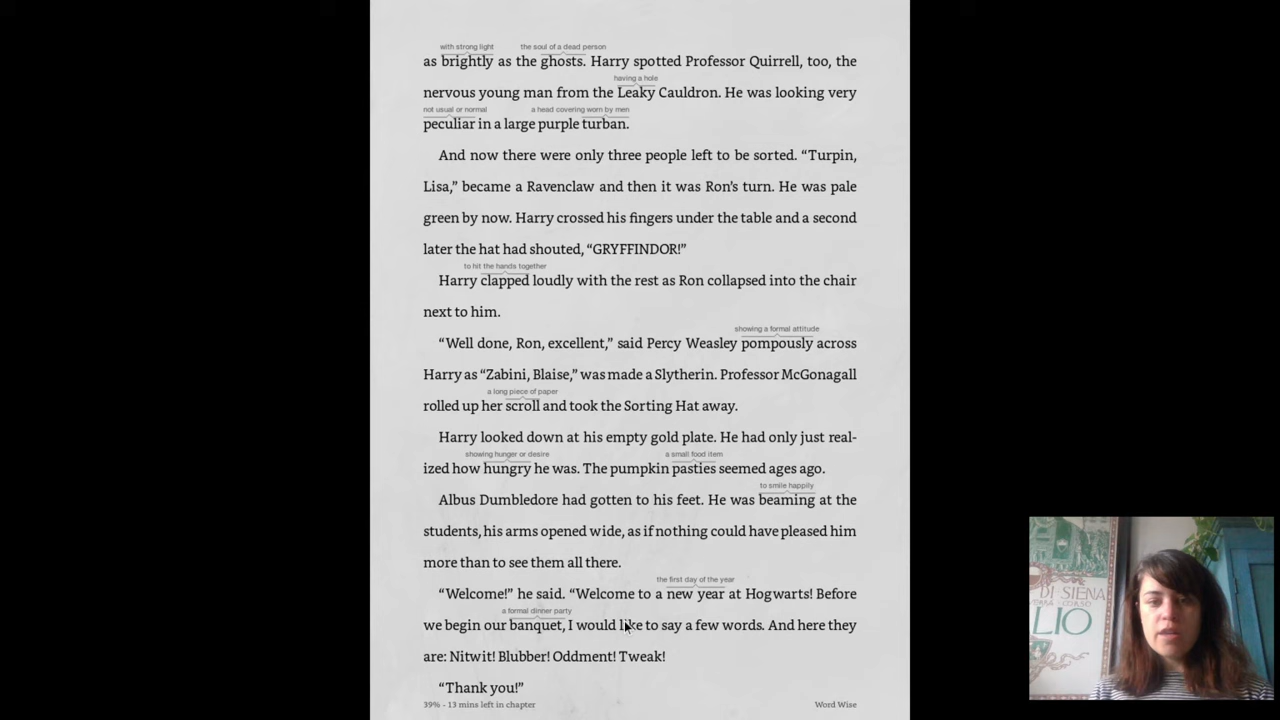 with strong light the soul of a dead person
as brightly as the ghosts. Harry spotted Professor Quirrell, too, the
having a hole
nervous young man from the Leaky Cauldron. He was looking very
not usual or normal a head covering worn by men
peculiar in a large purple turban.
And now there were only three people left to be sorted. “Turpin,
Lisa,” became a Ravenclaw and then it was Ron’s turn. He was pale
green by now. Harry crossed his fingers under the table and a second
later the hat had shouted, “GRYFFINDOR!”
to hit the hands together
Harry clapped loudly with the rest as Ron collapsed into the chair
next to him.
showing a formal attitude
“Well done, Ron, excellent,” said Percy Weasley pompously across
Harry as “Zabini, Blaise,” was made a Slytherin. Professor McGonagall
a long piece of paper
rolled up her scroll and took the Sorting Hat away.
Harry looked down at his empty gold plate. He had only just real-
showing hunger or desire a small food item
ized how hungry he was. The pumpkin pasties seemed ages ago.
to smile happily
Albus Dumbledore had gotten to his feet. He was beaming at the
students, his arms opened wide, as if nothing could have pleased him
more than to see them all there.
the first day of the year
“Welcome!” he said. “Welcome to a new year at Hogwarts! Before
a formal dinner party
we begin our banquet, I would like to say a few words. And here they
are: Nitwit! Blubber! Oddment! Tweak!
“Thank you!”
39% - 13 mins left in chapter Word Wise
DI SIENA
CORSO
LIO